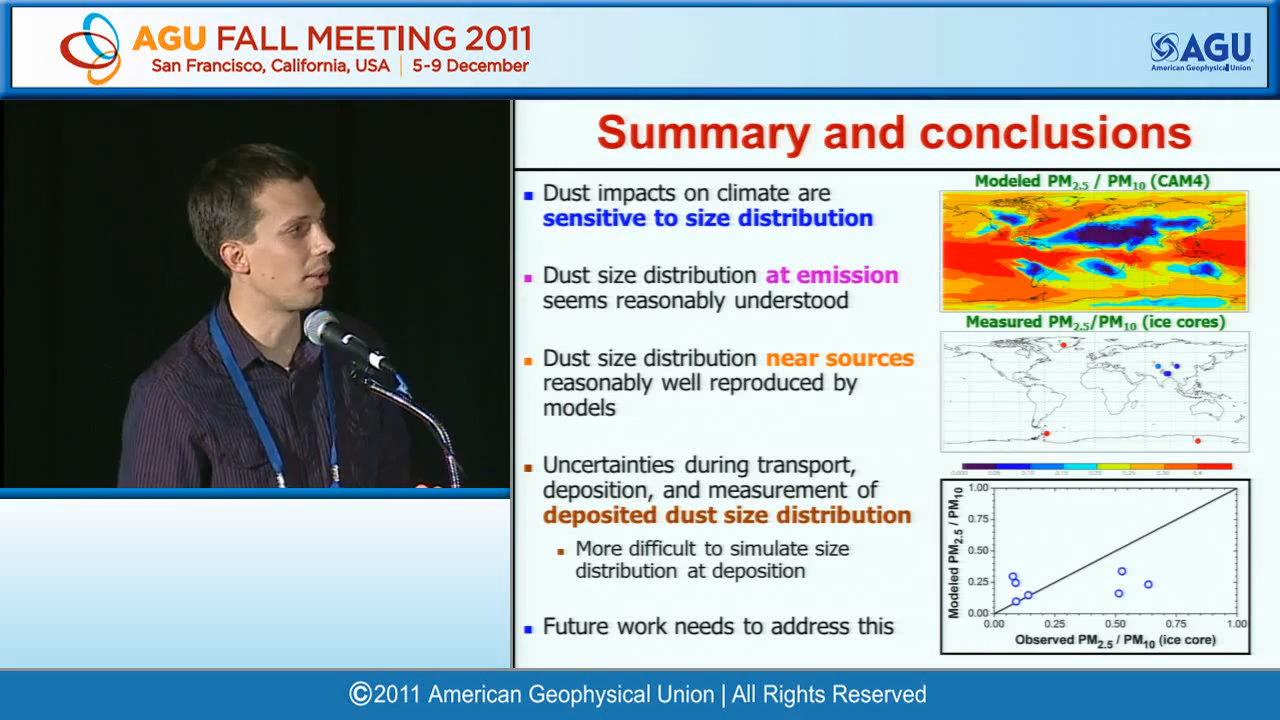 AGU FALL MEETING 2011
San Francisco, California, USA | 5-9 December
AGU
American Geophysical Union
Summary and conclusions
Dust impacts on climate are
sensitive to size distribution
Dust size distribution at emission
seems reasonably understood
Dust size distribution near sources
reasonably well reproduced by
models
Uncertainties during transport,
deposition, and measurement of
deposited dust size distribution
More difficult to simulate size
distribution at deposition
Future work needs to address this
Modeled PM2.5 / PM10 (CAM4)
Measured PM2.5/PM10 (ice cores)
Modeled PM2.5 / PM10
1.00
0.75
0.50
0.25
0.00
0.00 0.25 0.50 0.75 1.00
Observed PM2.5 / PM10 (ice core)
©2011 American Geophysical Union | All Rights Reserved